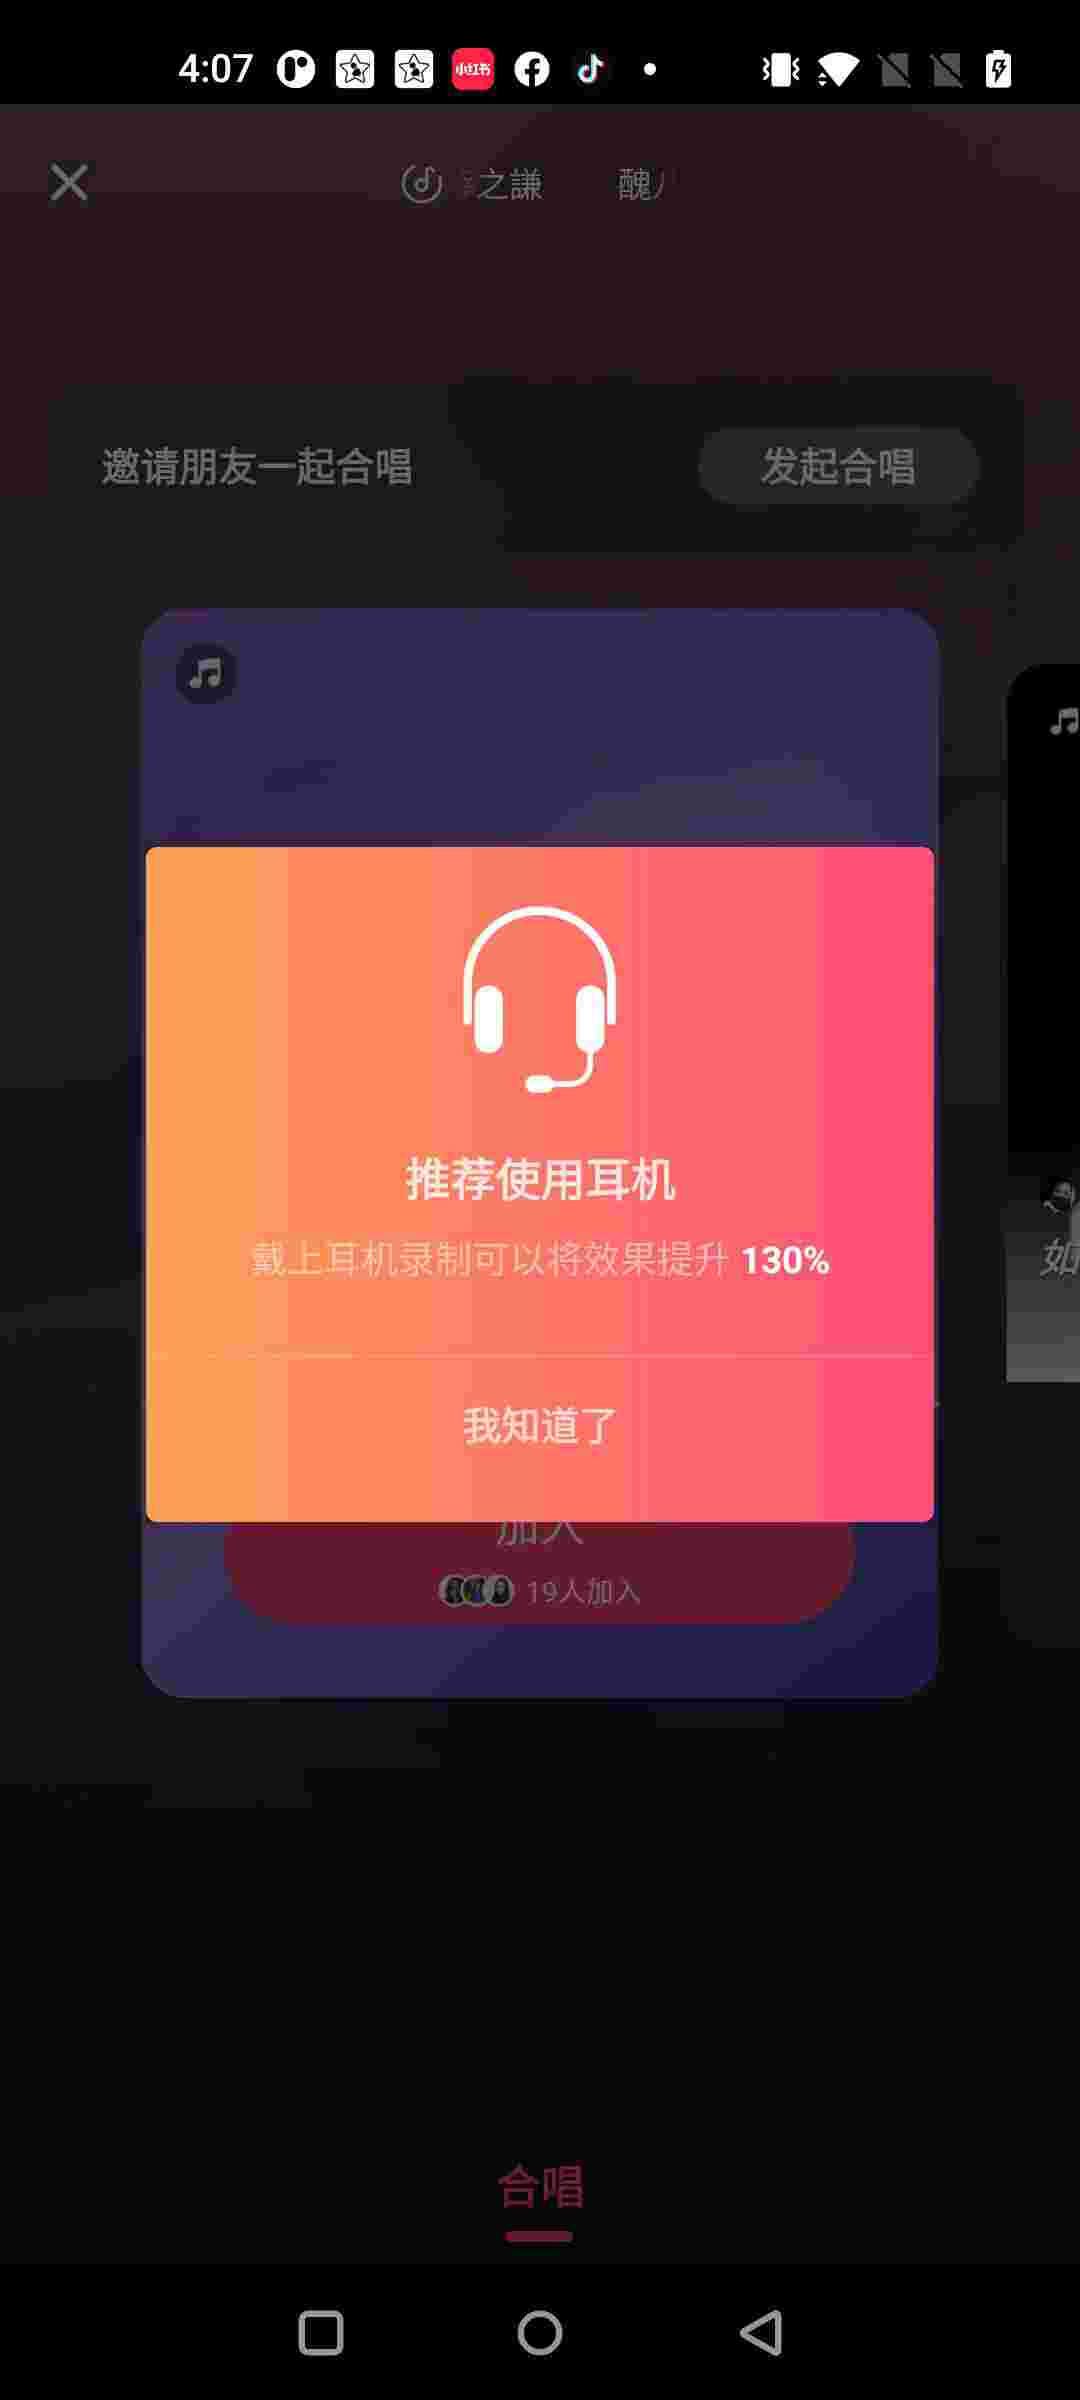 4:07
小红书
之謙 醜
邀请朋友一起合唱
发起合唱
推荐使用耳机
戴上耳机录制可以将效果提升 130%
如
我知道了
加入
19人加入
合唱